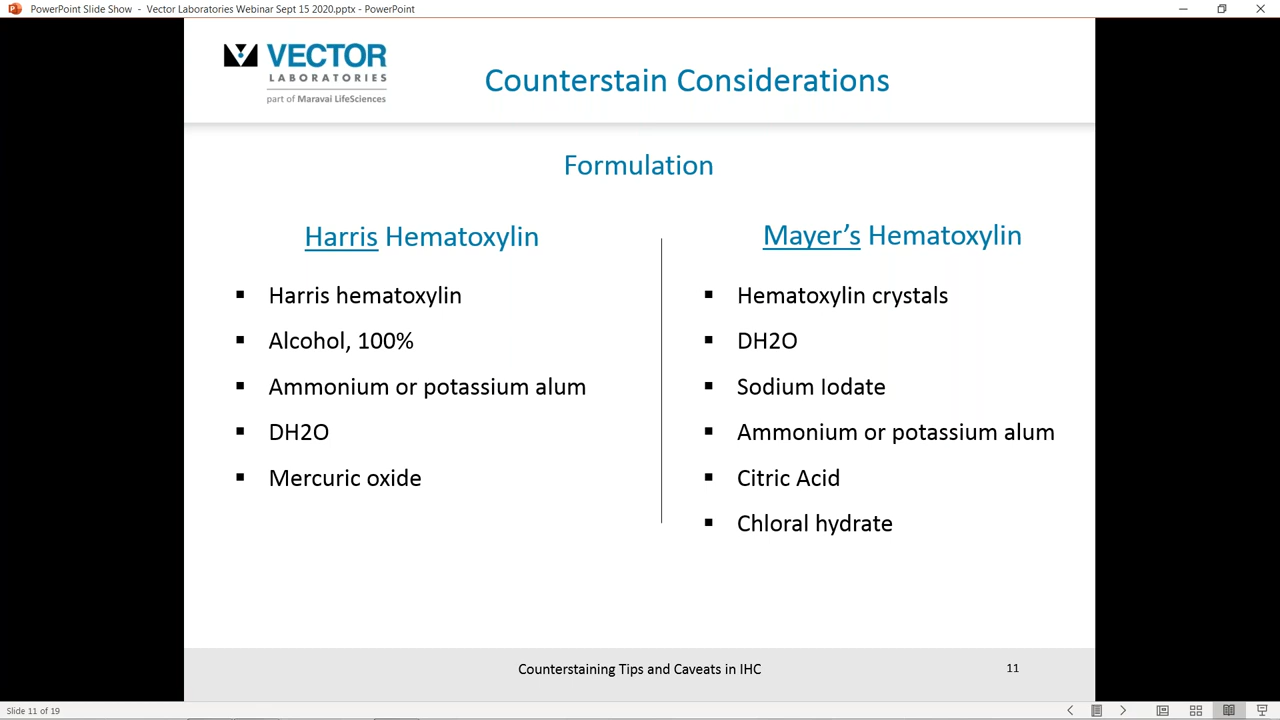 PowerPoint Slide Show - Vector Laboratories Webinar Sept 15 2020.pptx - PowerPoint
VECTOR
LABORATORIES
part of Maravai LifeSciences
Counterstain Considerations
Formulation
Harris Hematoxylin
Harris hematoxylin
Alcohol, 100%
Ammonium or potassium alum
DH2O
Mercuric oxide
Mayer's Hematoxylin
Hematoxylin crystals
DH2O
Sodium Iodate
Ammonium or potassium alum
Citric Acid
Chloral hydrate
Counterstaining Tips and Caveats in IHC
11
Slide 11 of 19